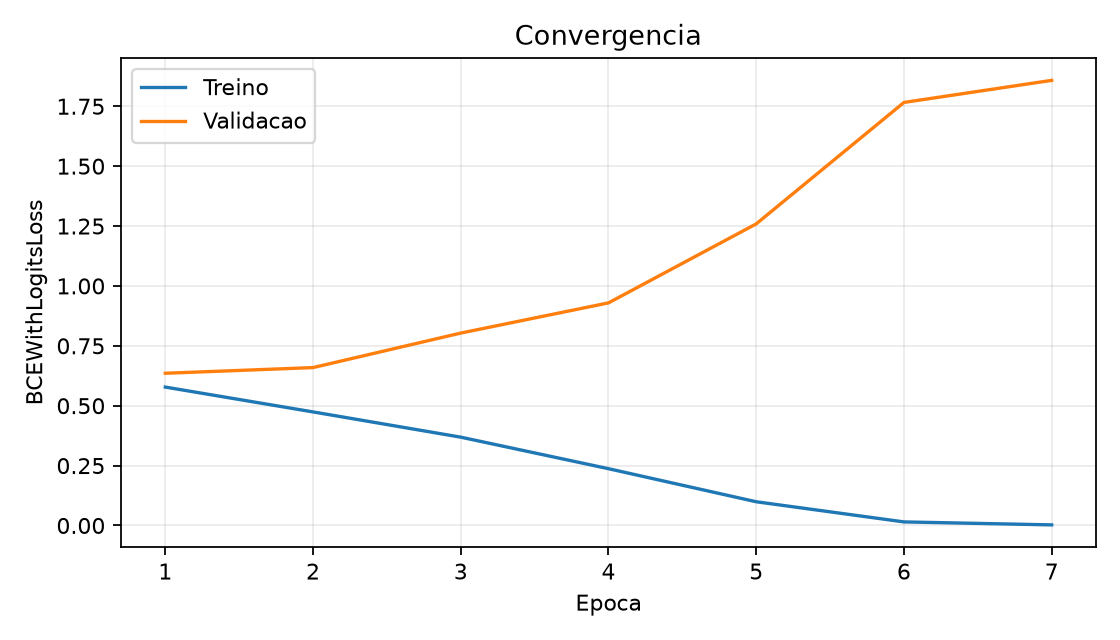 Convergencia
Treino
Validacao
BCEWithLogitsLoss
1.75
1.50
1.25
1.00
0.75
0.50
0.25
0.00
1 2 3 4 5 6 7
Epoca